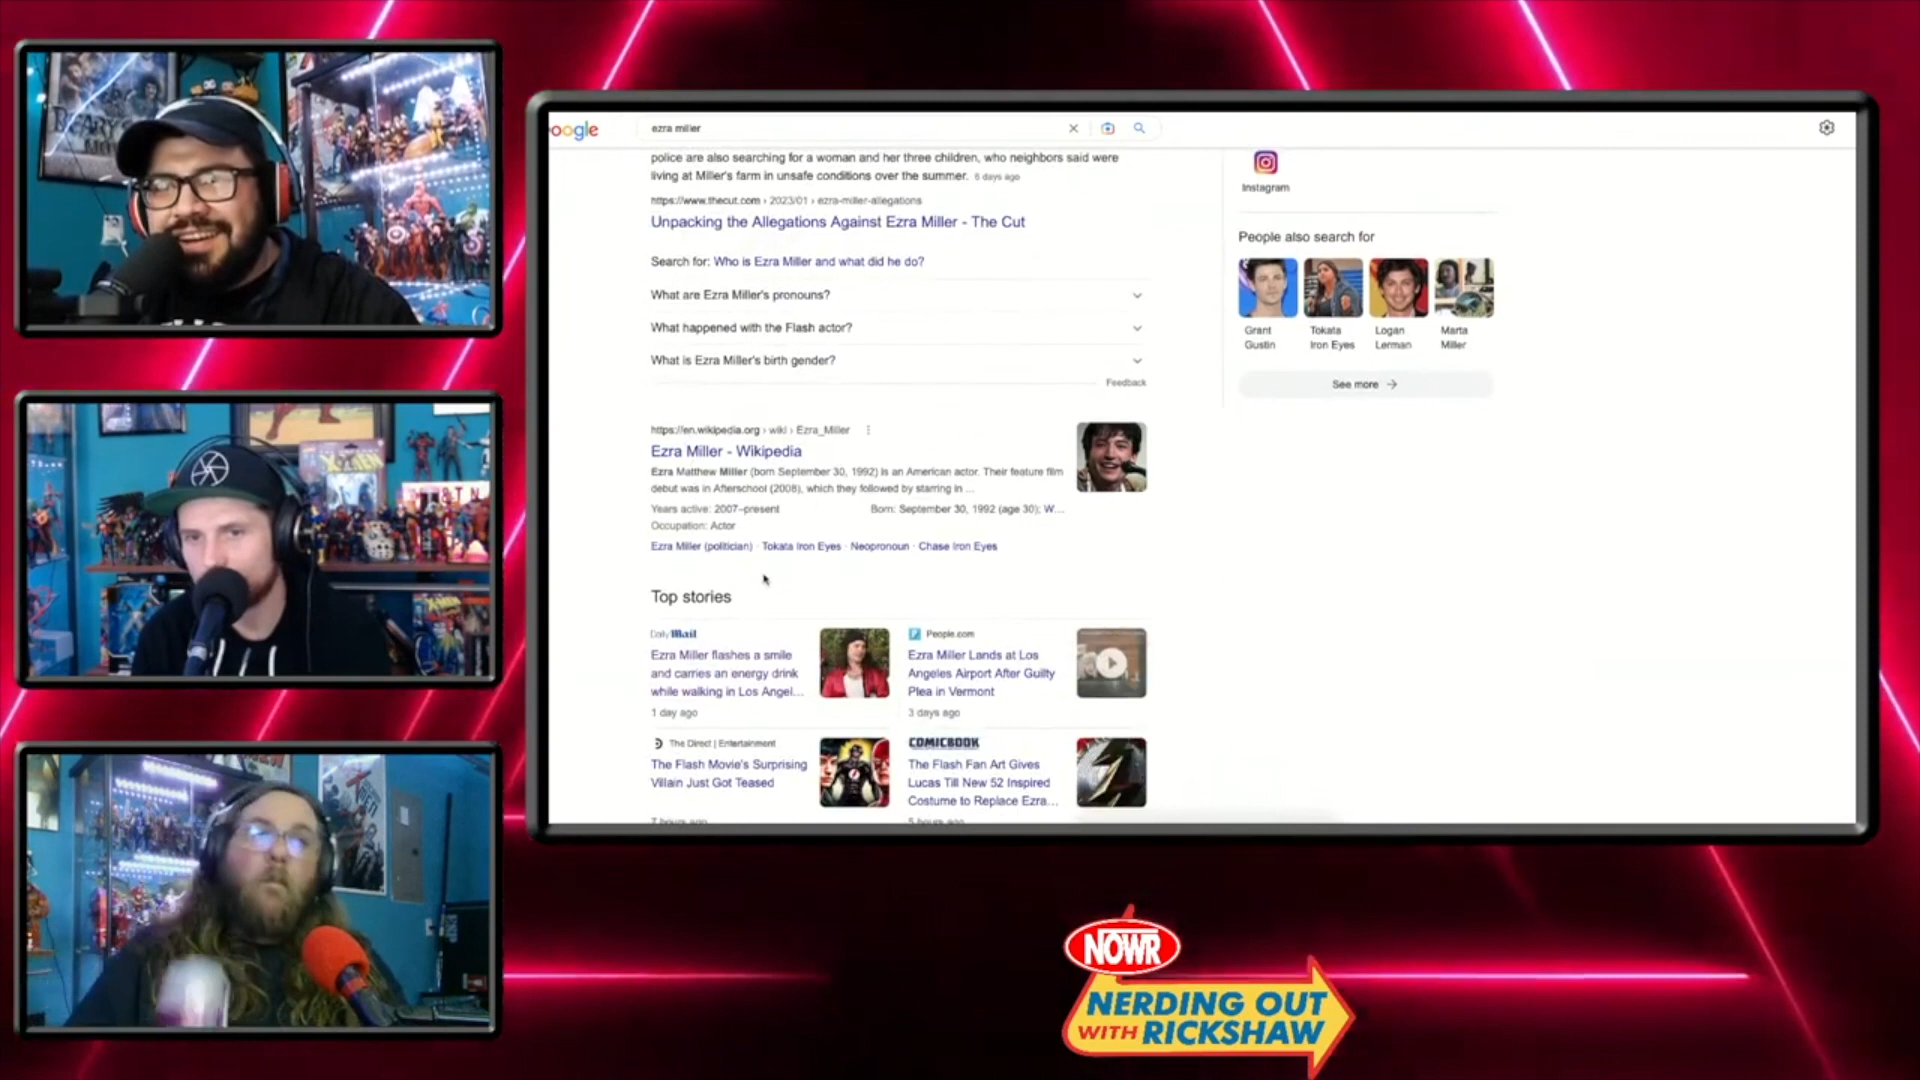 oogle
ezra miller
police are also searching for a woman and her three children, who neighbors said were
living at Miller's farm in unsafe conditions over the summer. 6 days ago
https://www.thecut.com › 2023/01 › ezra-miller-allegations
Unpacking the Allegations Against Ezra Miller - The Cut
Search for: Who is Ezra Miller and what did he do?
What are Ezra Miller's pronouns?
What happened with the Flash actor?
What is Ezra Miller's birth gender?
Feedback
https://en.wikipedia.org › wiki › Ezra_Miller
Ezra Miller - Wikipedia
Ezra Matthew Miller (born September 30, 1992) is an American actor. Their feature film
debut was in Afterschool (2008), which they followed by starring in ...
Years active: 2007–present
Born: September 30, 1992 (age 30); W...
Occupation: Actor
Ezra Miller (politician) · Tokata Iron Eyes · Neopronoun · Chase Iron Eyes
Top stories
Daily Mail
Ezra Miller flashes a smile
and carries an energy drink
while walking in Los Angel...
1 day ago
People.com
Ezra Miller Lands at Los
Angeles Airport After Guilty
Plea in Vermont
3 days ago
The Direct | Entertainment
The Flash Movie's Surprising
Villain Just Got Teased
7 hours ago
COMICBOOK
The Flash Fan Art Gives
Lucas Till New 52 Inspired
Costume to Replace Ezra...
5 hours ago
Instagram
People also search for
Grant
Gustin
Tokata
Iron Eyes
Logan
Lerman
Marta
Miller
See more
NOWR
NERDING OUT
WITH RICKSHAW